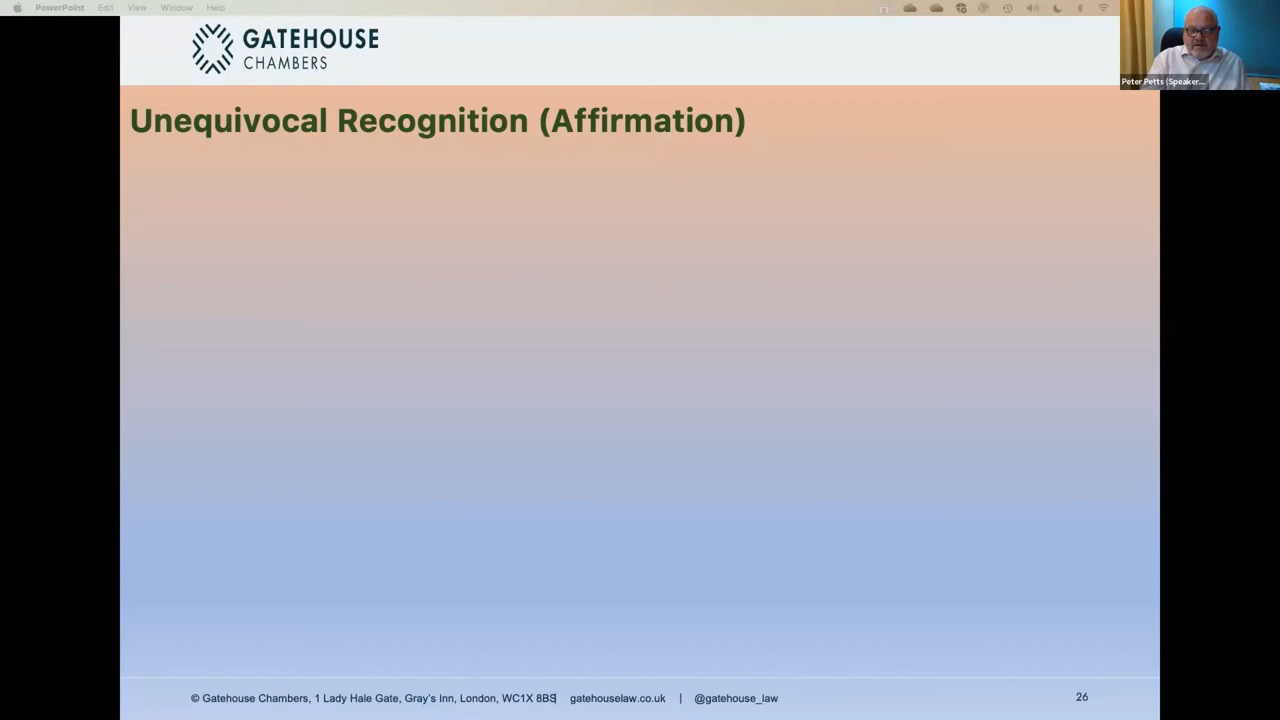 PowerPoint Edit View Window Help
GATEHOUSE
CHAMBERS
Peter Petts (Speaker...
Unequivocal Recognition (Affirmation)
© Gatehouse Chambers, 1 Lady Hale Gate, Gray's Inn, London, WC1X 8BS| gatehouselaw.co.uk | @gatehouse_law
26